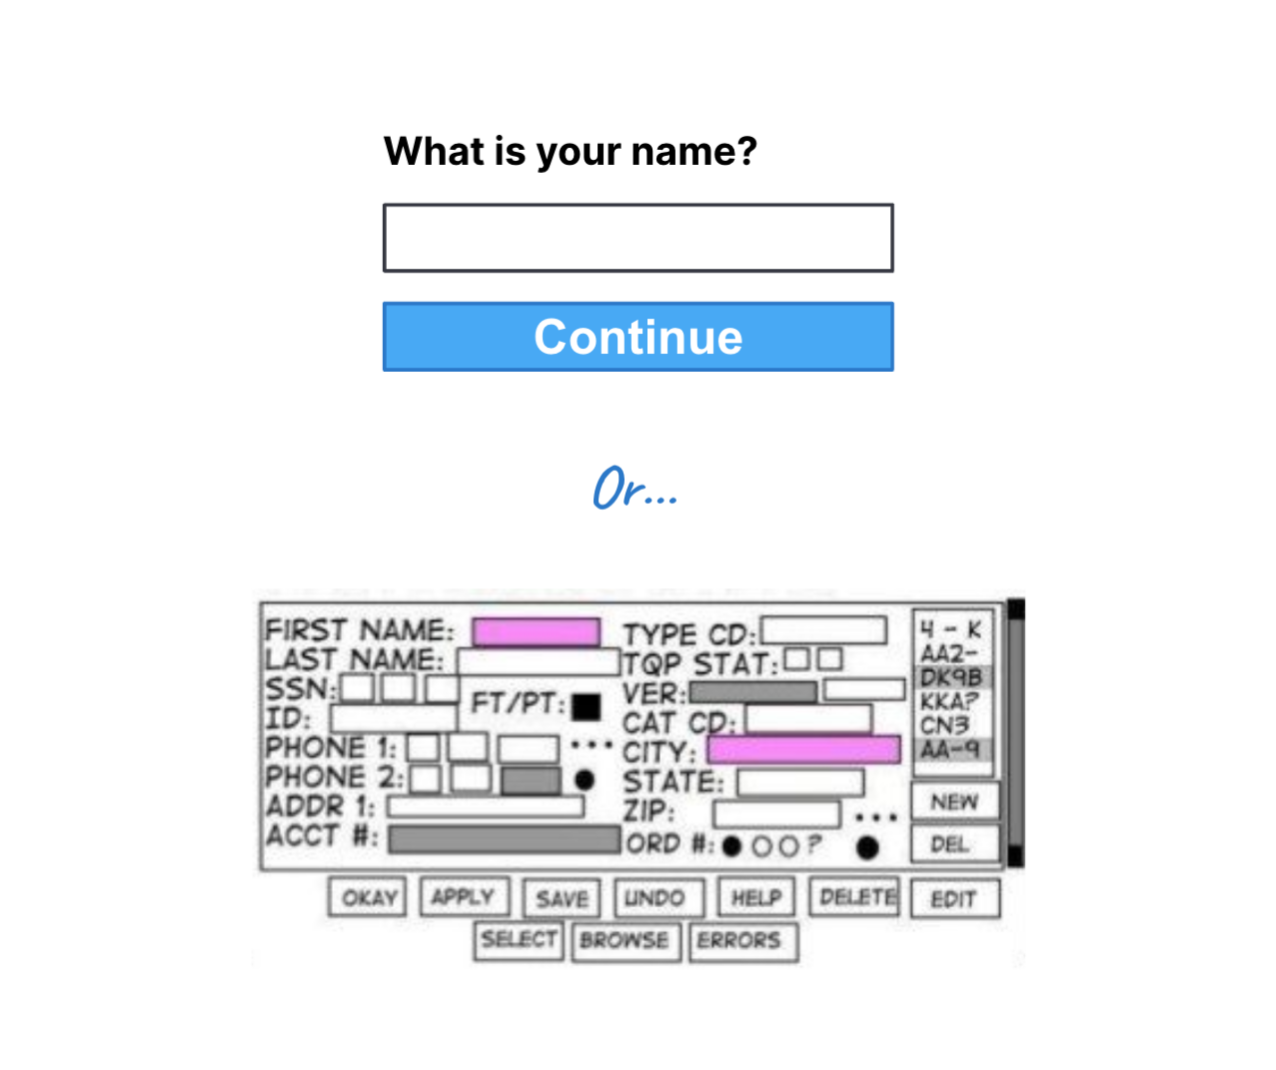 What is your name?
Continue
Or...
FIRST NAME:
LAST NAME:
SSN:
ID:
FT/PT:
PHONE 1:
PHONE 2:
ADDR 1:
ACCT #:
TYPE CD:
TQP STAT:
VER:
CAT CD:
CITY:
STATE:
ZIP:
ORD #: ?
4 - K
AA2-
DK9B
KKA?
CN3
AA-9
NEW
DEL
EDIT
OKAY APPLY SAVE UNDO HELP DELETE
SELECT BROWSE ERRORS